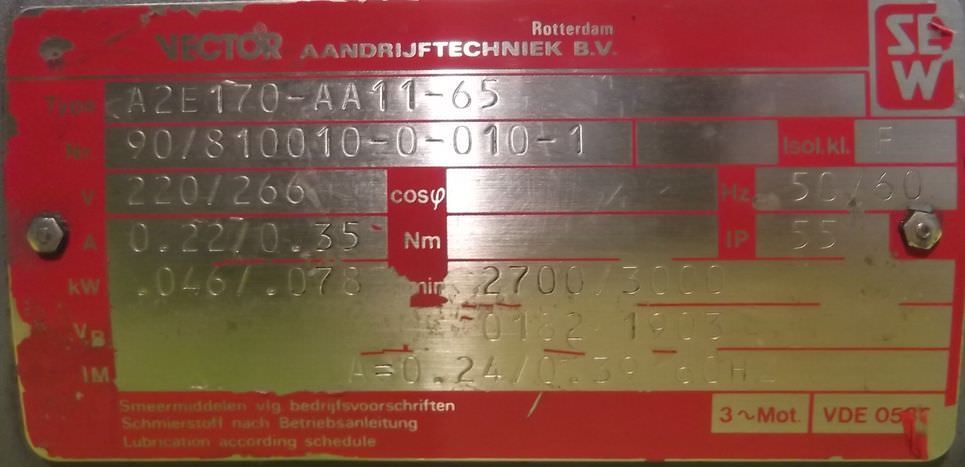 Rotterdam
VECTOR AANDRIJFTECHNIEK B.V.
SEW
Type A2E170-AA11-65
Nr. 90/810010-0-010-1 Isol.kl. F
V 220/266 cosφ Hz 50/60
A 0.22/0.35 Nm IP 55
kW .046/.078 min 2700/3000
VB 0182 1903
IM A=0.24/0.39 60HZ
Smeermiddelen vlg. bedrijfsvoorschriften
Schmierstoff nach Betriebsanleitung
Lubrication according schedule
3~Mot. VDE